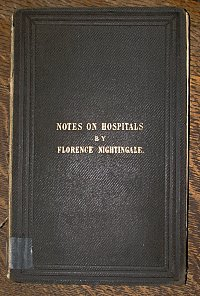 NOTES ON HOSPITALS
BY
FLORENCE NIGHTINGALE.